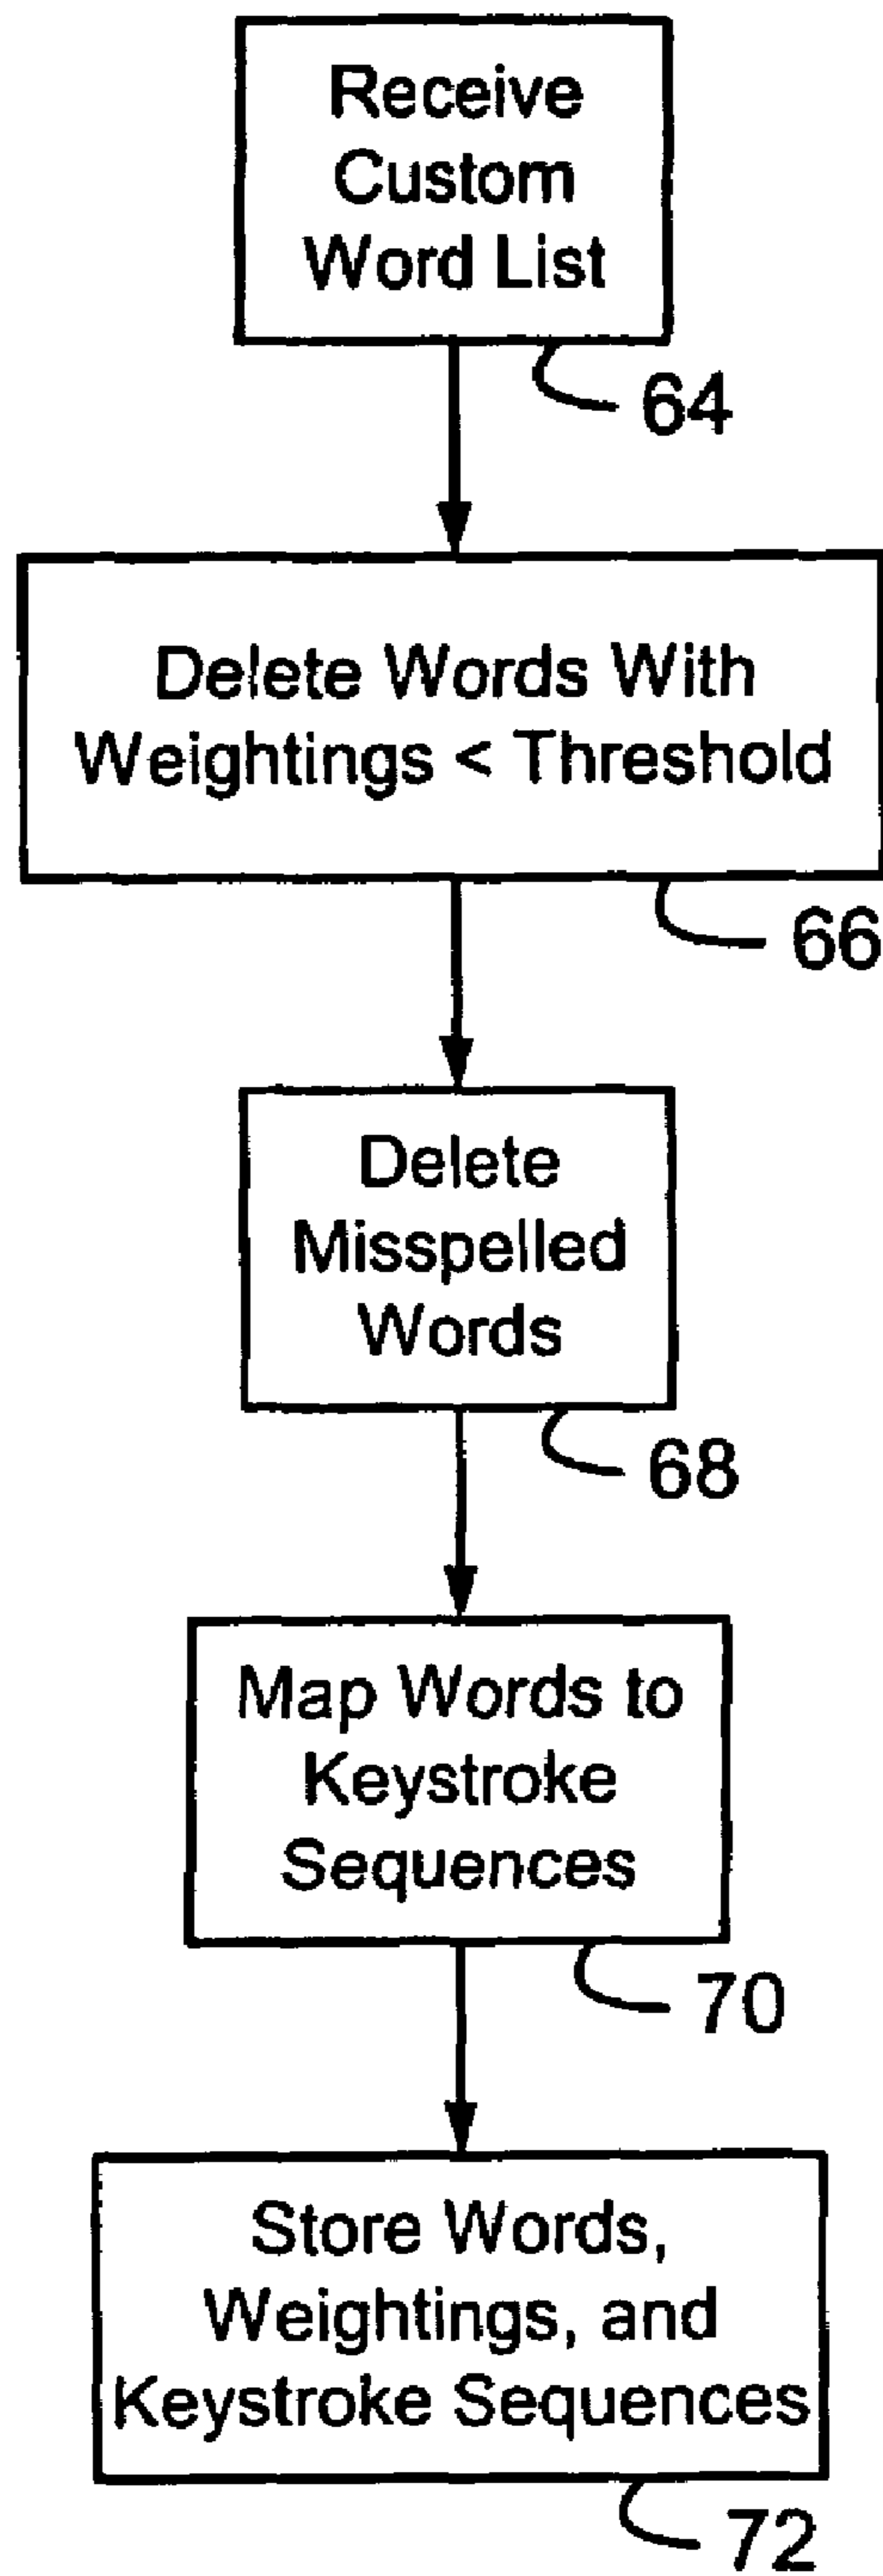 Receive
Custom
Word List
64
Delete Words With
Weightings < Threshold
66
Delete
Misspelled
Words
68
Map Words to
Keystroke
Sequences
70
Store Words,
Weightings, and
Keystroke Sequences
72